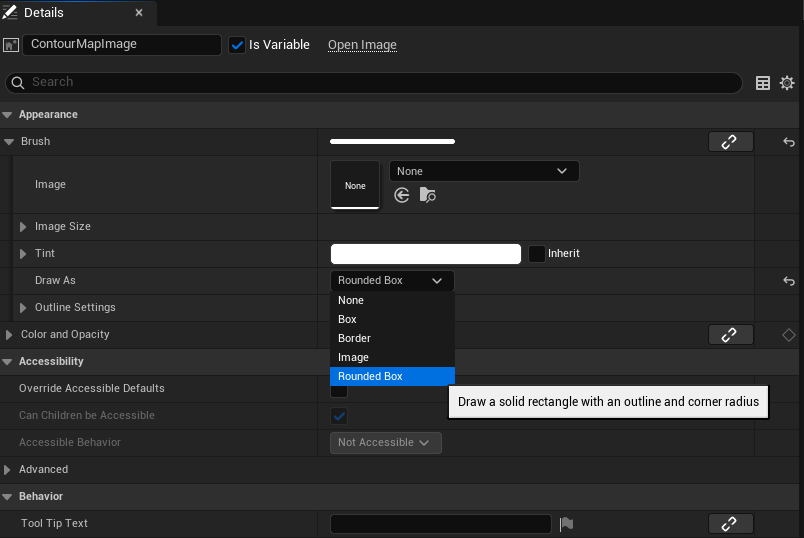 Details
ContourMapImage
Is Variable
Open Image
Search
Appearance
Brush
Image
None
None
Image Size
Tint
Inherit
Draw As
Rounded Box
None
Box
Border
Image
Rounded Box
Draw a solid rectangle with an outline and corner radius
Outline Settings
Color and Opacity
Accessibility
Override Accessible Defaults
Can Children be Accessible
Accessible Behavior
Not Accessible
Advanced
Behavior
Tool Tip Text